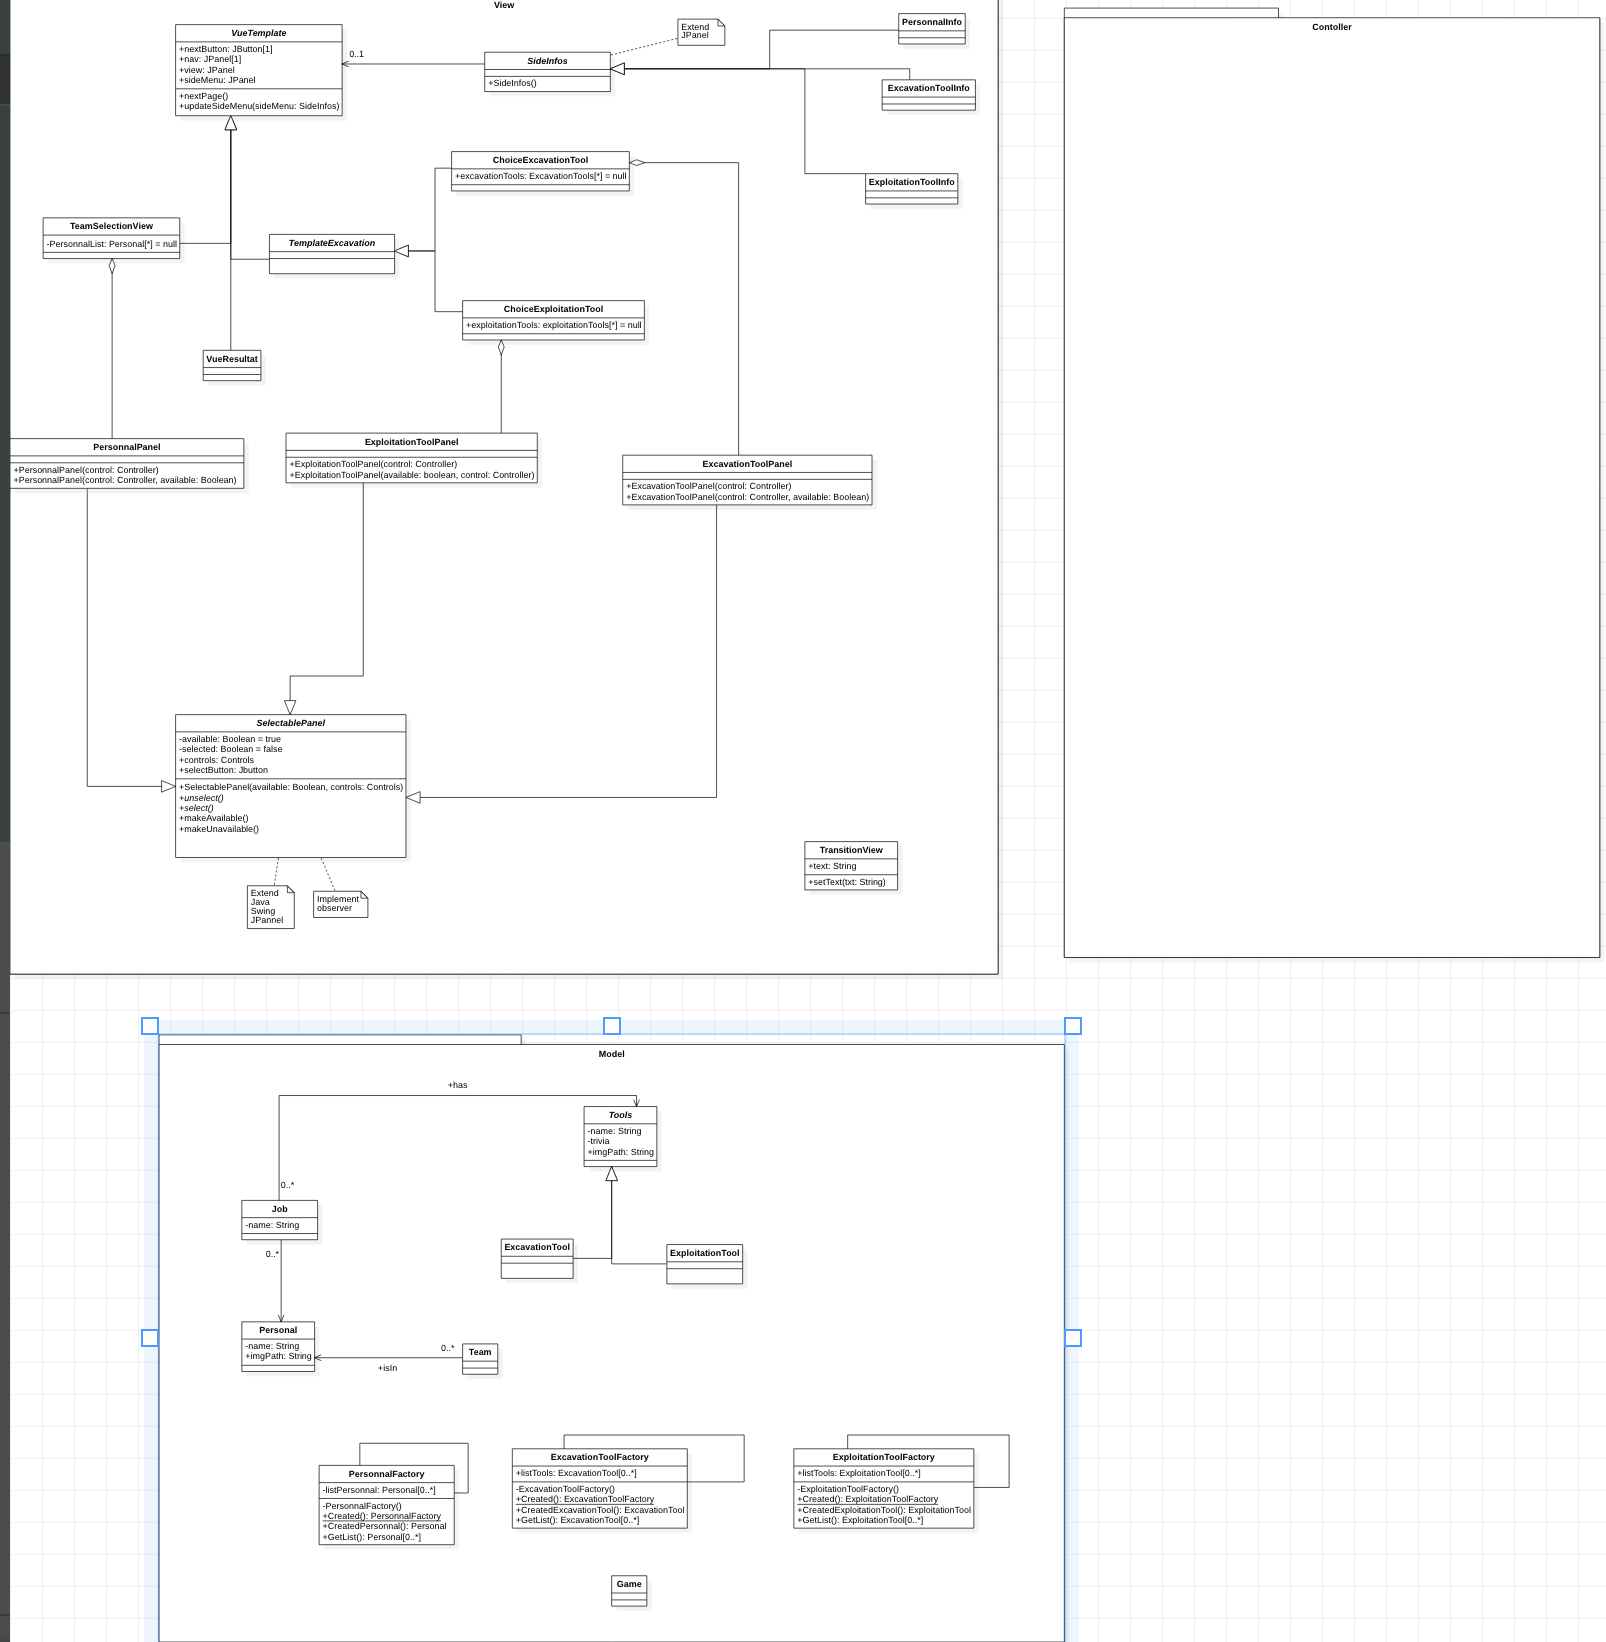 View
VueTemplate
+nextButton: JButton[1]
+nav: JPanel[1]
+view: JPanel
+sideMenu: JPanel
+nextPage()
+updateSideMenu(sideMenu: SideInfos)
0..1
SideInfos
+SideInfos()
Extend
JPanel
PersonnalInfo
ExcavationToolInfo
ExploitationToolInfo
ChoiceExcavationTool
+excavationTools: ExcavationTools[*] = null
TeamSelectionView
-PersonnalList: Personal[*] = null
TemplateExcavation
ChoiceExploitationTool
+exploitationTools: exploitationTools[*] = null
VueResultat
PersonnalPanel
+PersonnalPanel(control: Controller)
+PersonnalPanel(control: Controller, available: Boolean)
ExploitationToolPanel
+ExploitationToolPanel(control: Controller)
+ExploitationToolPanel(available: boolean, control: Controller)
ExcavationToolPanel
+ExcavationToolPanel(control: Controller)
+ExcavationToolPanel(control: Controller, available: Boolean)
SelectablePanel
-available: Boolean = true
-selected: Boolean = false
+controls: Controls
+selectButton: Jbutton
+SelectablePanel(available: Boolean, controls: Controls)
+unselect()
+select()
+makeAvailable()
+makeUnavailable()
Extend
Java
Swing
JPannel
Implement
observer
TransitionView
+text: String
+setText(txt: String)
Contoller
Model
+has
Tools
-name: String
-trivia
+imgPath: String
0..*
Job
-name: String
0..*
ExcavationTool
ExploitationTool
Personal
-name: String
+imgPath: String
0..*
+isIn
Team
PersonnalFactory
-listPersonnal: Personal[0..*]
-PersonnalFactory()
+Created(): PersonnalFactory
+CreatedPersonnal(): Personal
+GetList(): Personal[0..*]
ExcavationToolFactory
+listTools: ExcavationTool[0..*]
-ExcavationToolFactory()
+Created(): ExcavationToolFactory
+CreatedExcavationTool(): ExcavationTool
+GetList(): ExcavationTool[0..*]
ExploitationToolFactory
+listTools: ExploitationTool[0..*]
-ExploitationToolFactory()
+Created(): ExploitationToolFactory
+CreatedExploitationTool(): ExploitationTool
+GetList(): ExploitationTool[0..*]
Game